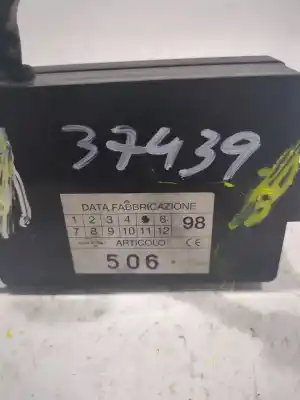 37439
DATA FABBRICAZIONE
1 2 3 4 6 98
7 8 9 10 11 12
ARTICOLO CE
506